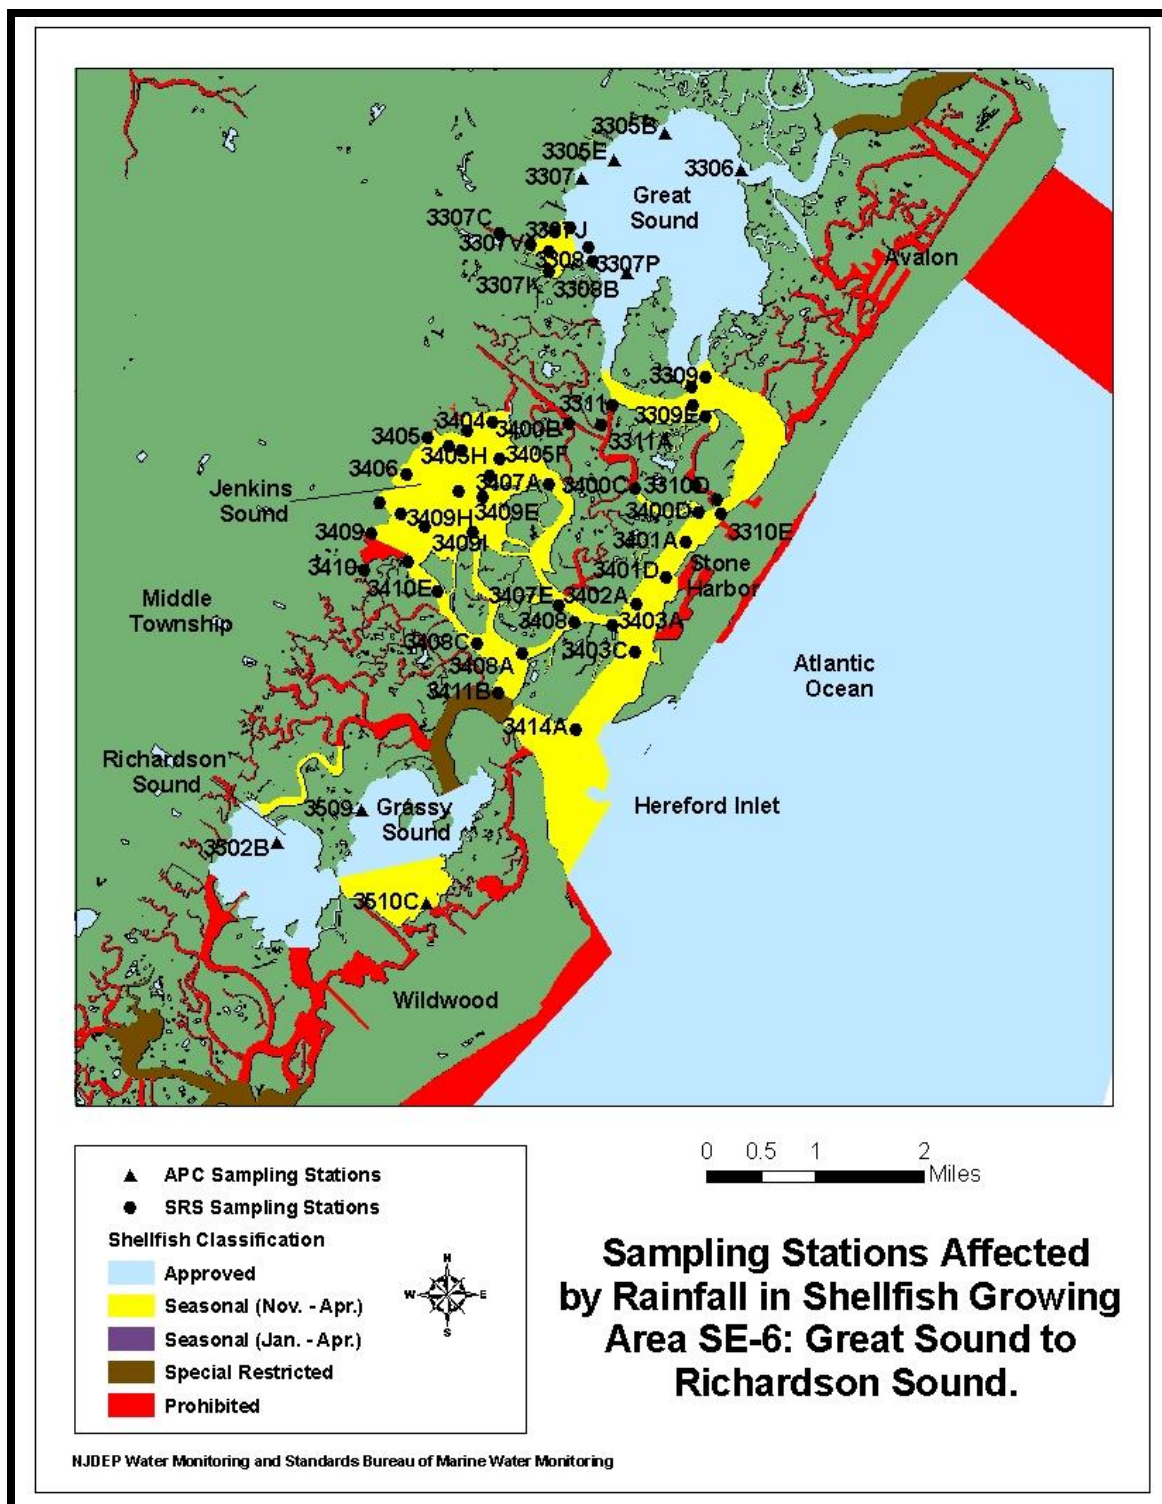 3305B
3305E
3307
3306
Great
Sound
3307C
3307J
3307V
3308
3307P
3307K
3308B
Avalon
3309
3311
3309E
3404
3400B
3311A
3405
3405H
3405F
3406
3407A
3400C
3310D
Jenkins
Sound
3409E
3400D
3409H
3310E
3409
3409I
3401A
3410
3401D
Stone
Harbor
3410E
3407E
3402A
Middle
Township
3408
3403A
3408C
3408A
3403C
Atlantic
Ocean
3411B
3414A
Richardson
Sound
3509
Grassy
Sound
Hereford Inlet
3502B
3510C
Wildwood
APC Sampling Stations
SRS Sampling Stations
Shellfish Classification
Approved
Seasonal (Nov. - Apr.)
Seasonal (Jan. - Apr.)
Special Restricted
Prohibited
N
W E
S
0 0.5 1 2
Miles
Sampling Stations Affected
by Rainfall in Shellfish Growing
Area SE-6: Great Sound to
Richardson Sound.
NJDEP Water Monitoring and Standards Bureau of Marine Water Monitoring